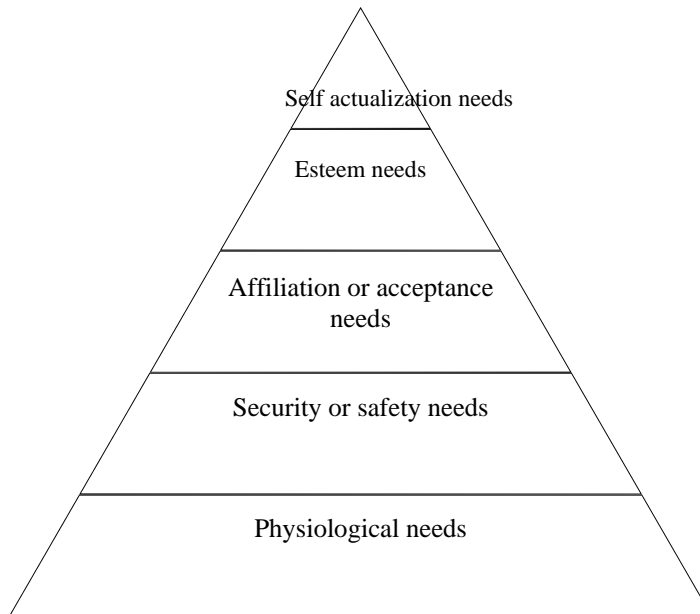 Self actualization needs
Esteem needs
Affiliation or acceptance
needs
Security or safety needs
Physiological needs